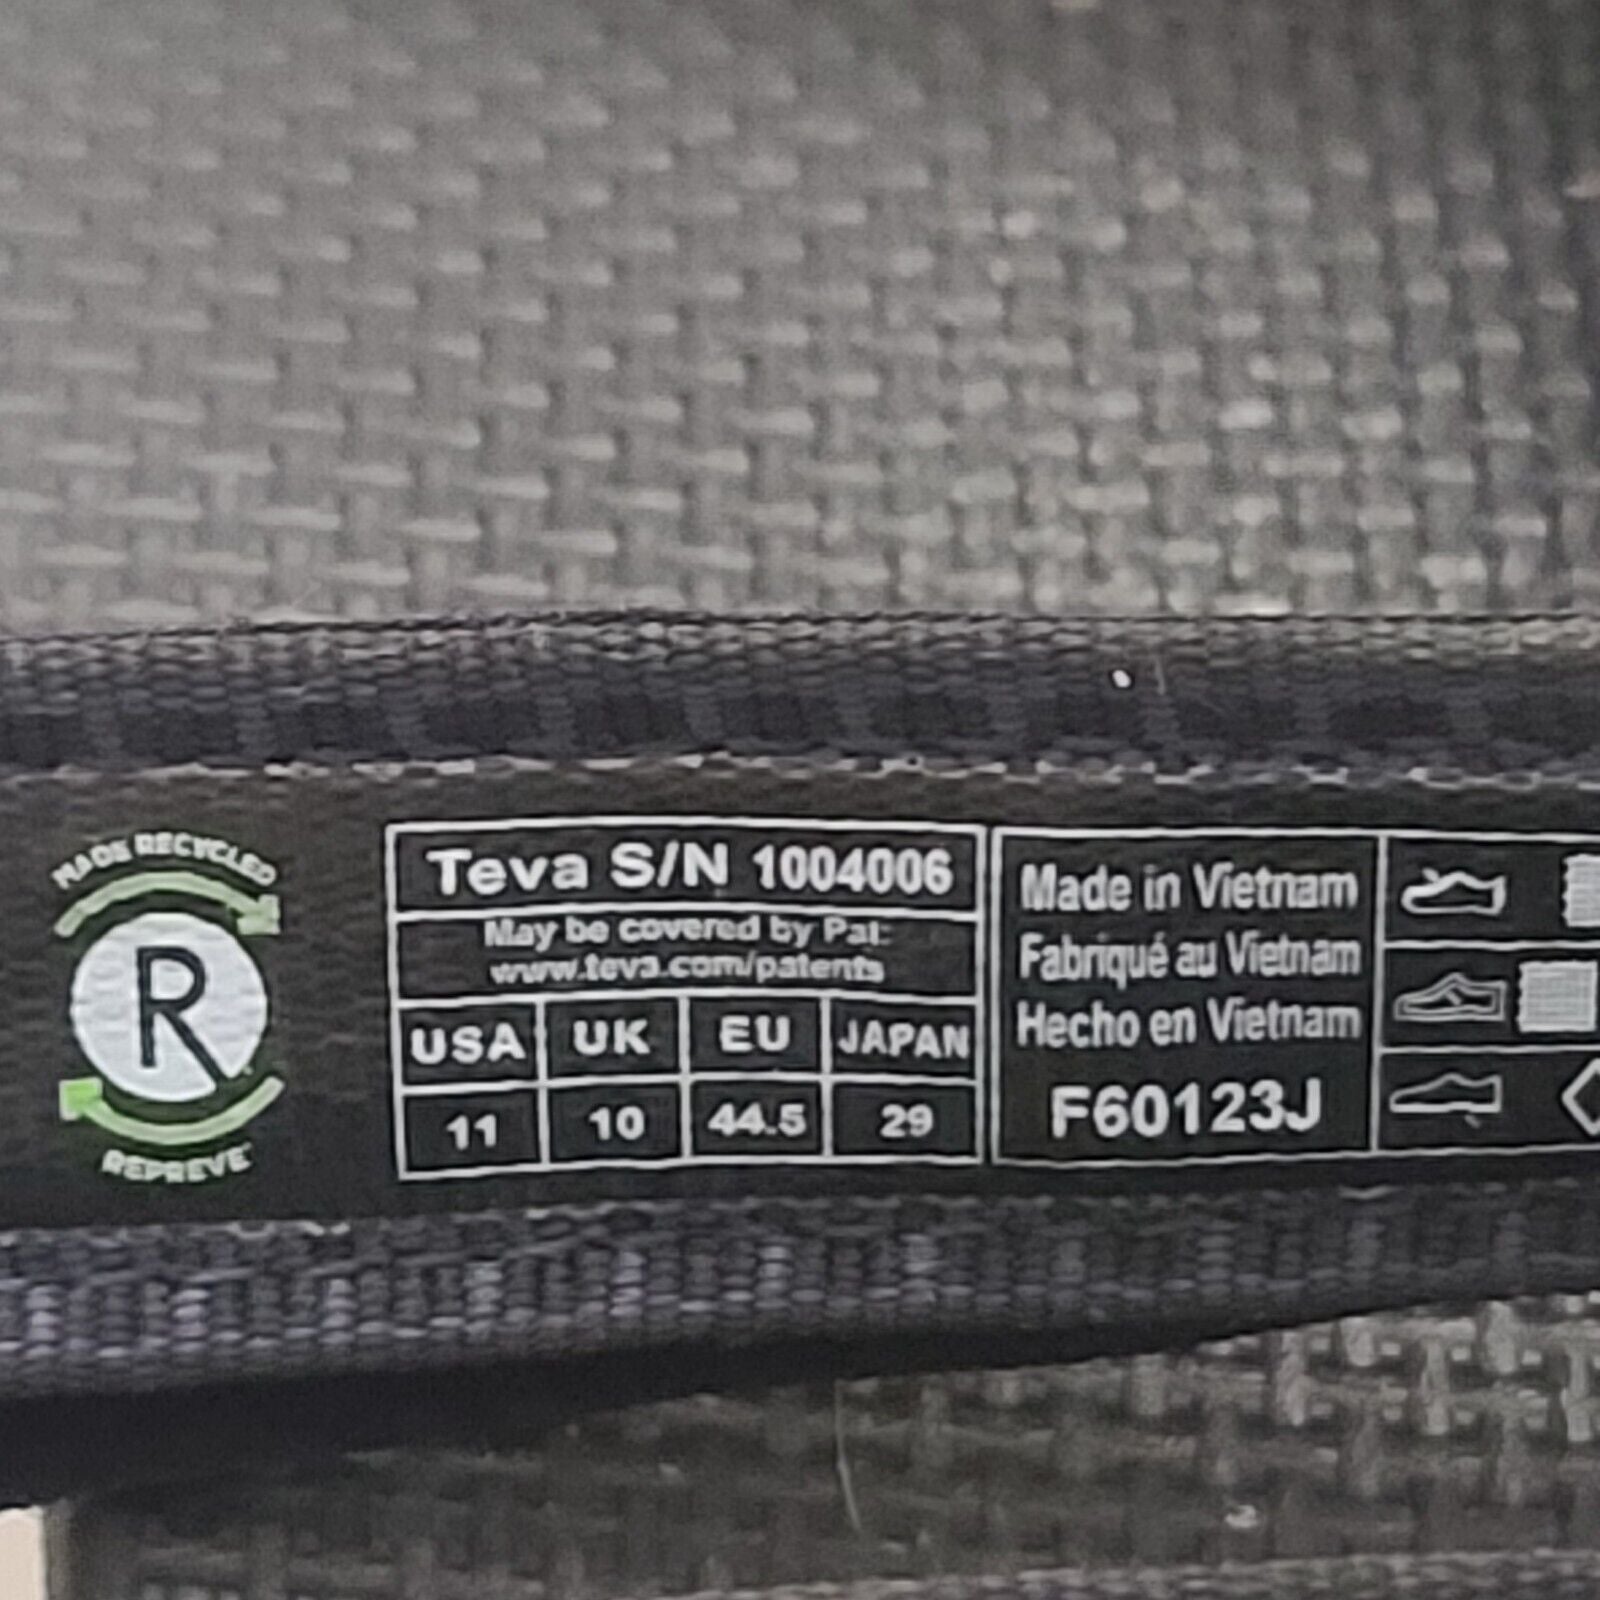 MADE RECYCLED
R
REPREVE
Teva S/N 1004006
May be covered by Pat:
www.teva.com/patents
USA UK EU JAPAN
11 10 44.5 29
Made in Vietnam
Fabriqué au Vietnam
Hecho en Vietnam
F60123J